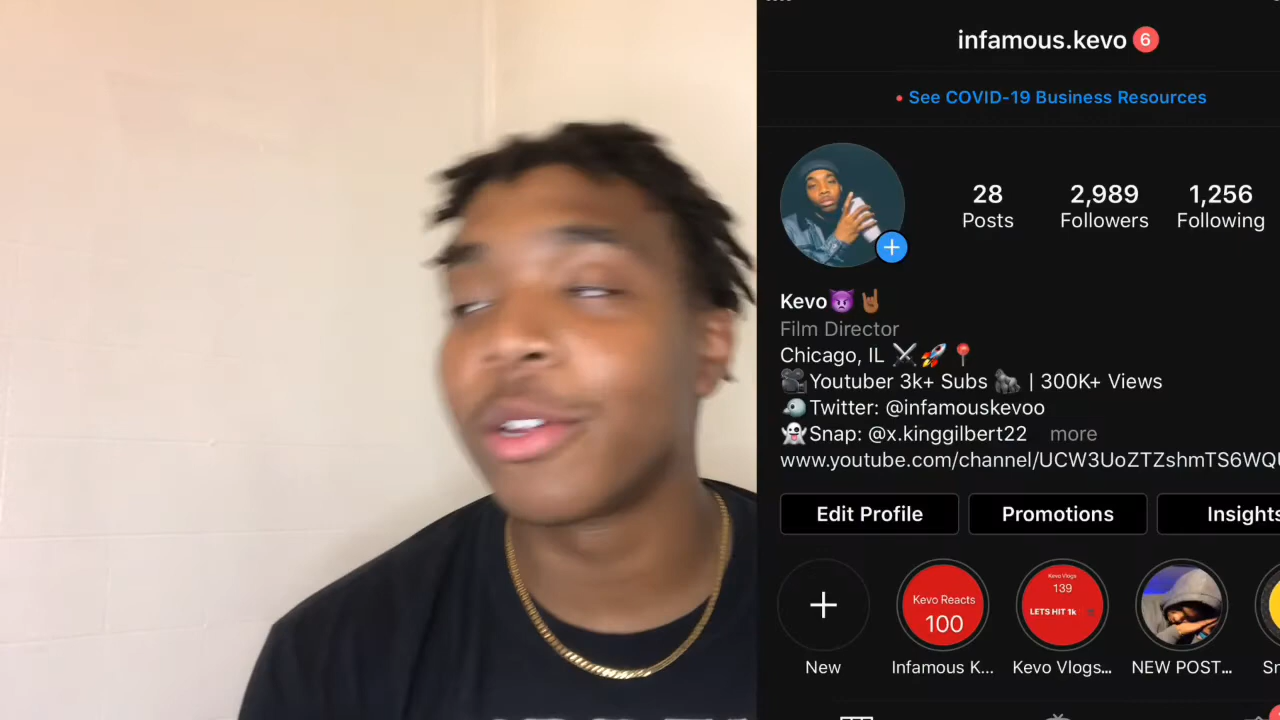 infamous.kevo 6
See COVID-19 Business Resources
28
Posts
2,989
Followers
1,256
Following
Kevo
Film Director
Chicago, IL
Youtuber 3k+ Subs | 300K+ Views
Twitter: @infamouskevoo
Snap: @x.kinggilbert22 more
www.youtube.com/channel/UCW3UoZTZshmTS6WQ
Edit Profile
Promotions
Insights
Kevo Reacts
100
Kevo Vlogs
139
LETS HIT 1k
New
Infamous K...
Kevo Vlogs...
NEW POST...